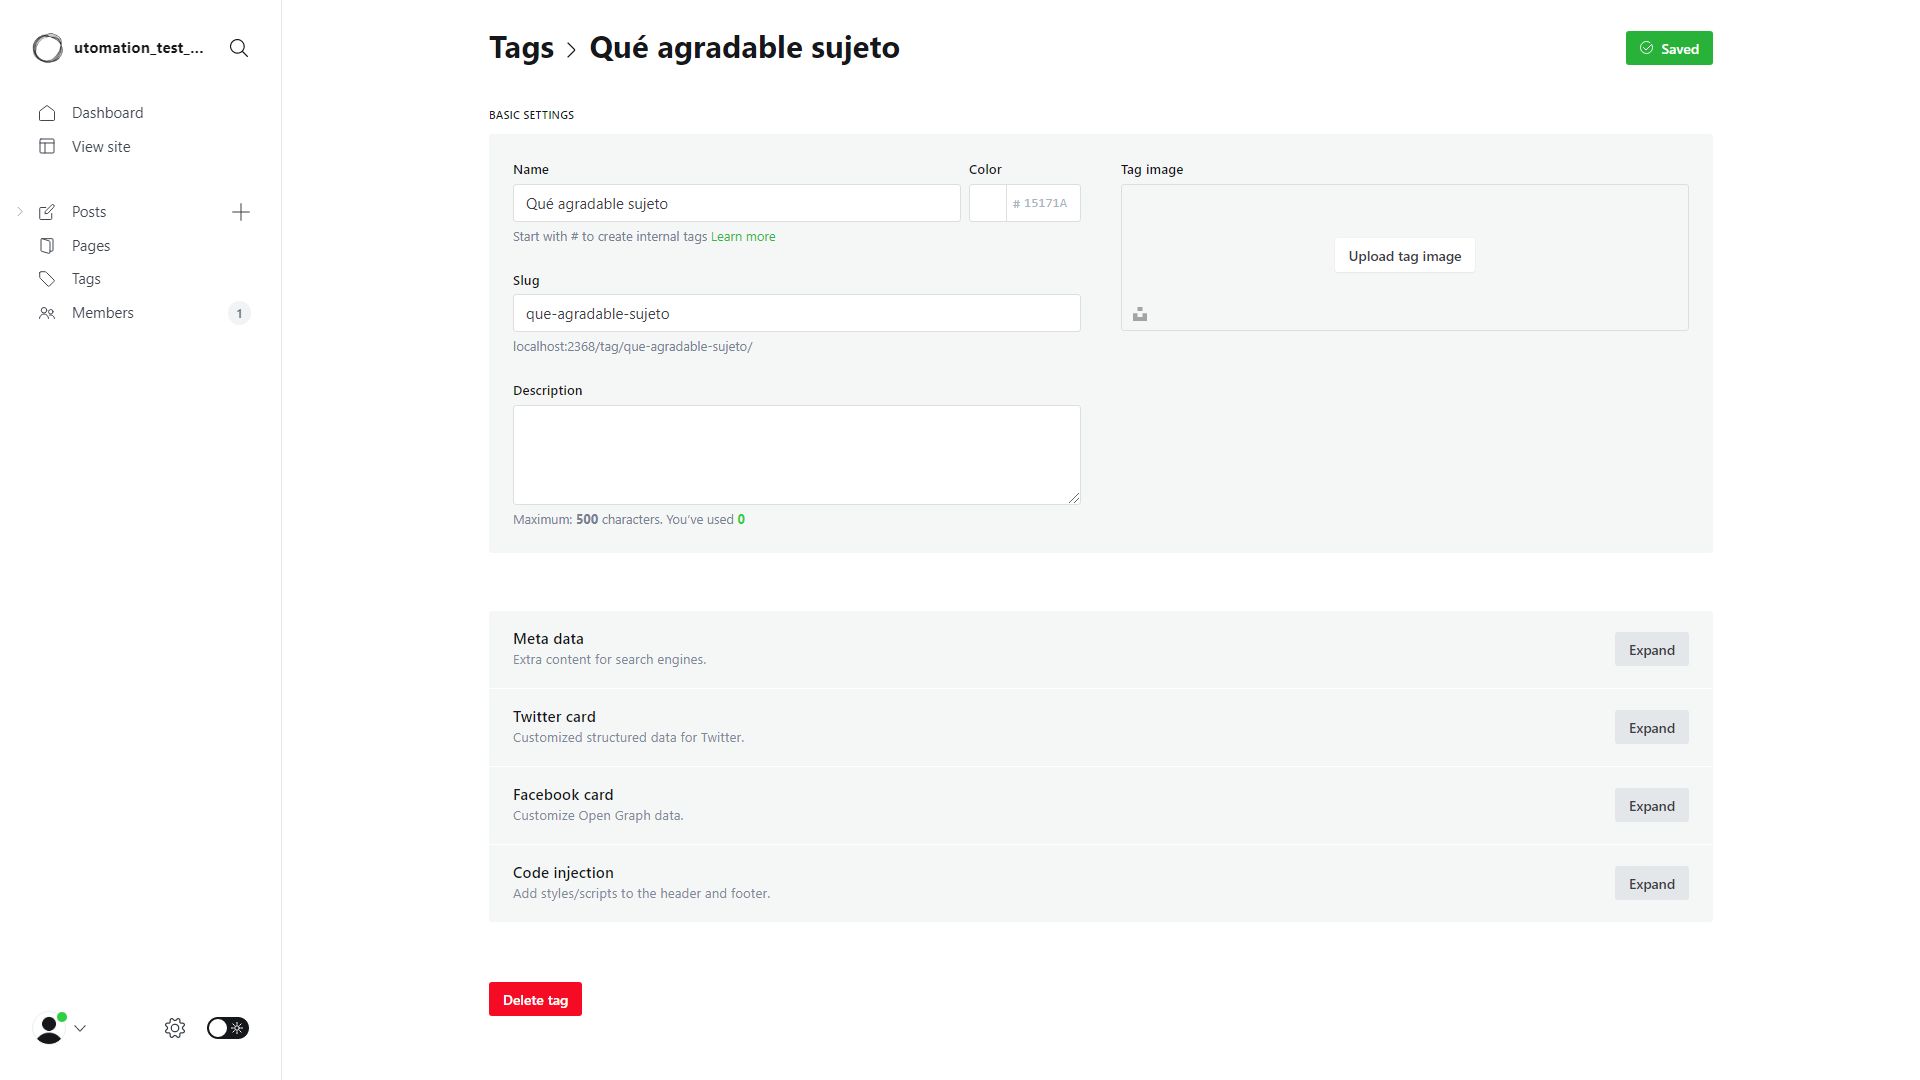 utomation_test_...
Dashboard
View site
Posts
Pages
Tags
Members
1
Tags > Qué agradable sujeto
Saved
BASIC SETTINGS
Name
Qué agradable sujeto
Start with # to create internal tags Learn more
Color
# 15171A
Slug
que-agradable-sujeto
localhost:2368/tag/que-agradable-sujeto/
Description
Maximum: 500 characters. You’ve used 0
Tag image
Upload tag image
Meta data
Extra content for search engines.
Expand
Twitter card
Customized structured data for Twitter.
Expand
Facebook card
Customize Open Graph data.
Expand
Code injection
Add styles/scripts to the header and footer.
Expand
Delete tag